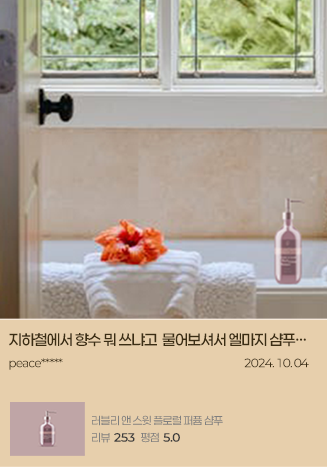 지하철에서 향수 뭐 쓰냐고 물어보셔서 엘마지 샴푸…
peace*****
2024. 10. 04
러블리 앤 스윗 플로럴 퍼퓸 샴푸
리뷰 253 평점 5.0